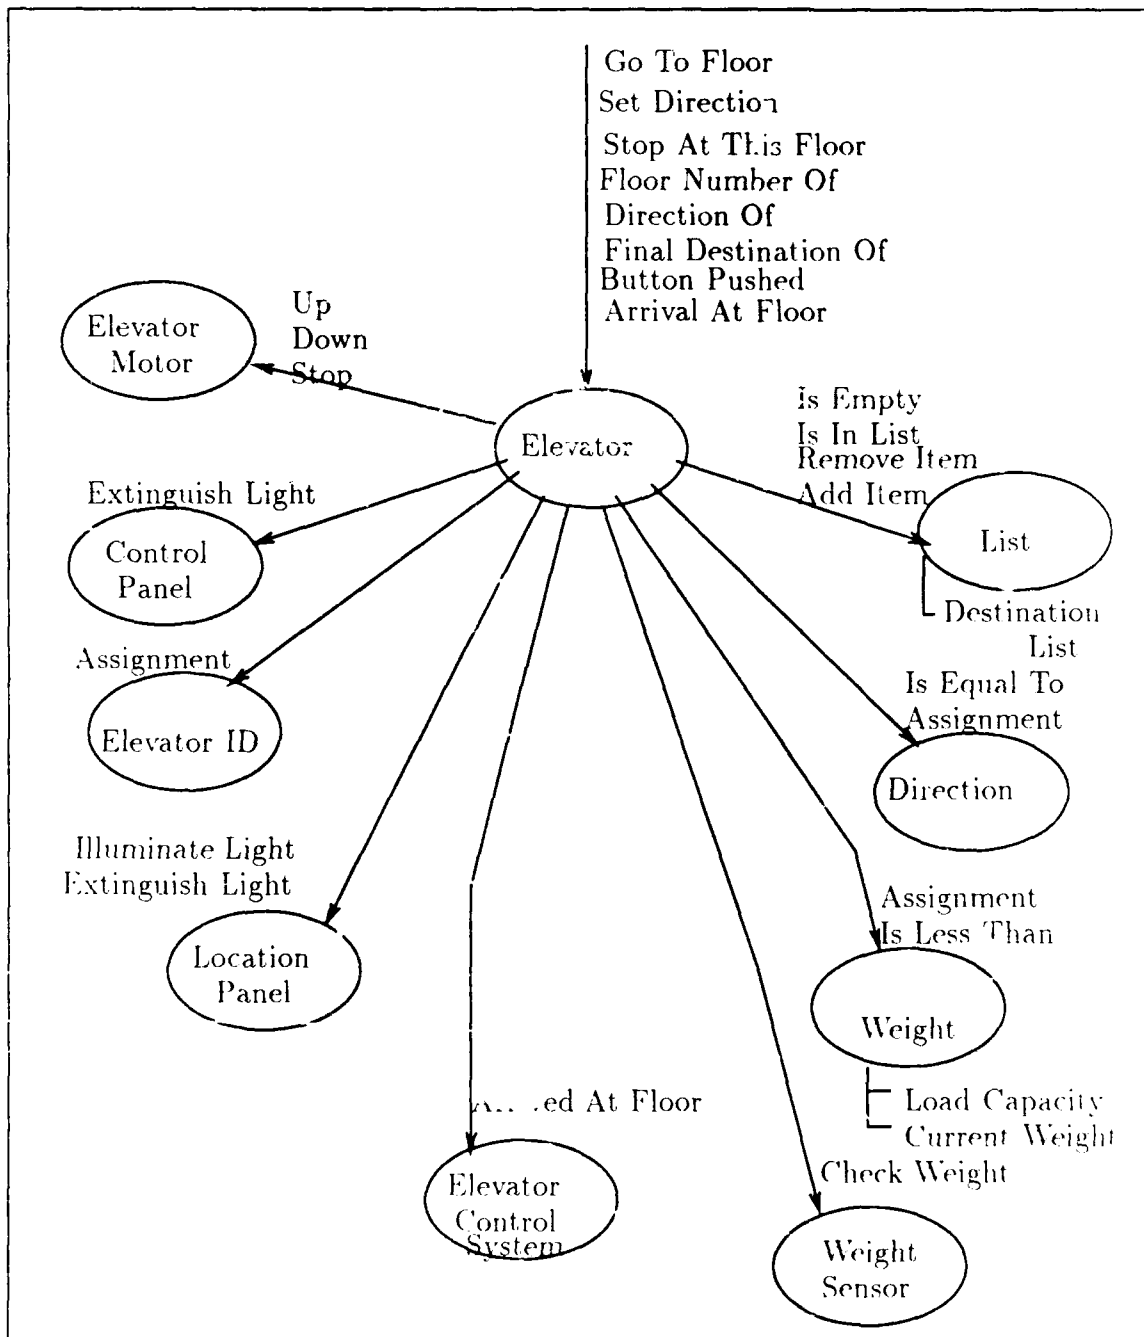 Go To Floor
Set Direction
Stop At This Floor
Floor Number Of
Direction Of
Final Destination Of
Button Pushed
Arrival At Floor
Up
Down
Stop
Elevator
Motor
Elevator
Is Empty
Is In List
Remove Item
Add Item
List
Destination
List
Extinguish Light
Control
Panel
Assignment
Elevator ID
Is Equal To
Assignment
Direction
Illuminate Light
Extinguish Light
Location
Panel
Assignment
Is Less Than
Weight
Load Capacity
Current Weight
At Floor
Elevator
Control
System
Check Weight
Weight
Sensor